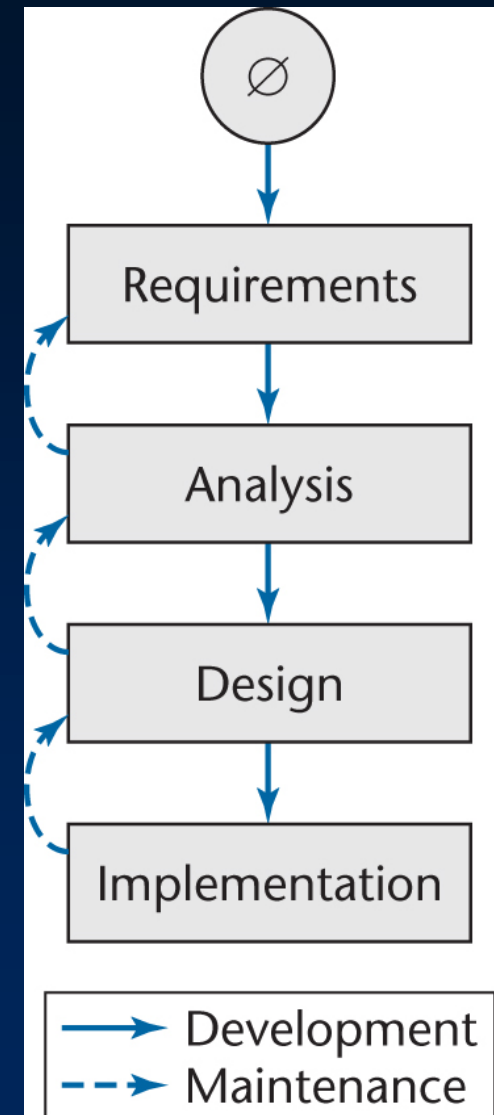 ∅
Requirements
Analysis
Design
Implementation
Development
Maintenance